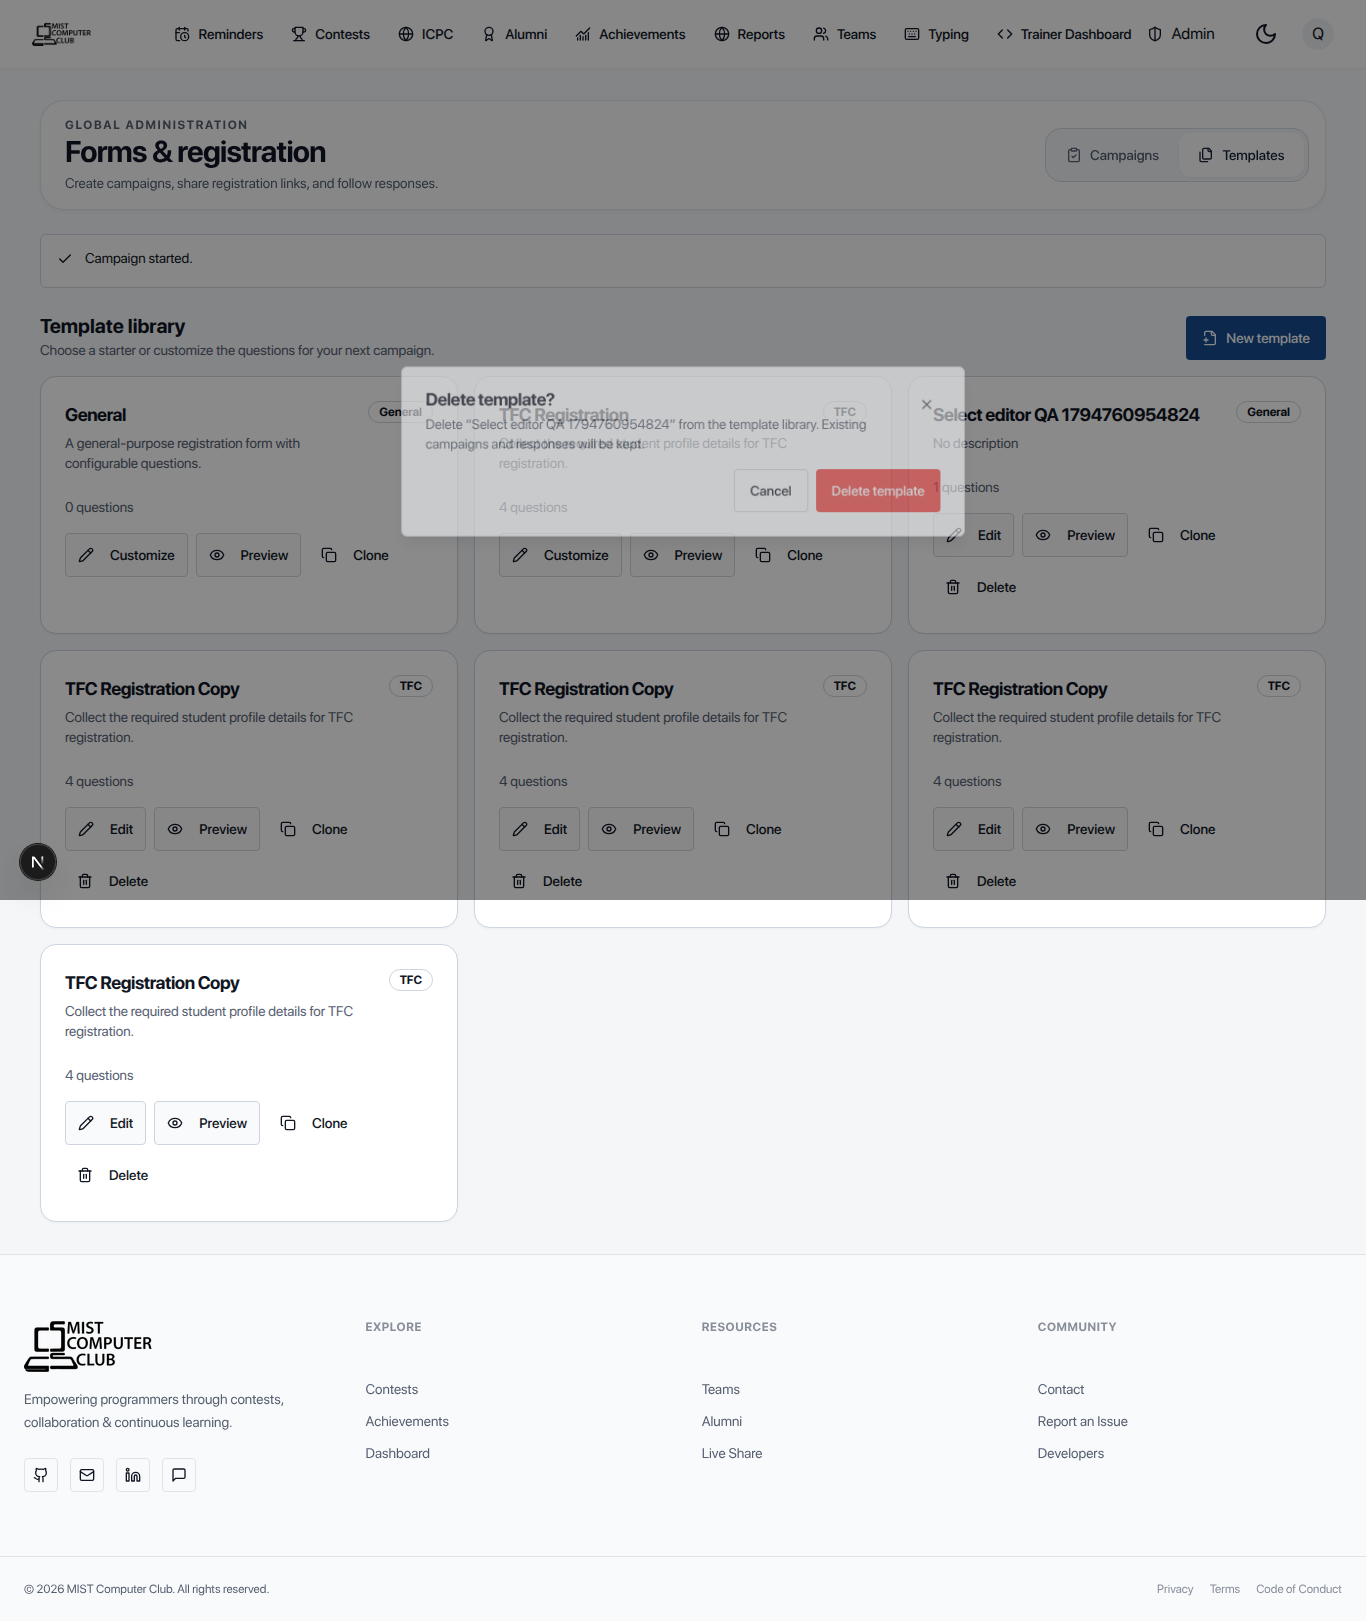 MIST
COMPUTER
CLUB
Reminders
Contests
ICPC
Alumni
Achievements
Reports
Teams
Typing
Trainer Dashboard
Admin
Q
GLOBAL ADMINISTRATION
Forms & registration
Create campaigns, share registration links, and follow responses.
Campaigns
Templates
Campaign started.
Template library
Choose a starter or customize the questions for your next campaign.
New template
Delete template?
Delete “Select editor QA 1794760954824” from the template library. Existing
campaigns and responses will be kept.
Cancel
Delete template
General
General
A general-purpose registration form with
configurable questions.
0 questions
Customize
Preview
Clone
TFC Registration
TFC
Collect the required student profile details for TFC
registration.
4 questions
Customize
Preview
Clone
Select editor QA 1794760954824
General
No description
1 questions
Edit
Preview
Clone
Delete
TFC Registration Copy
TFC
Collect the required student profile details for TFC
registration.
4 questions
Edit
Preview
Clone
Delete
TFC Registration Copy
TFC
Collect the required student profile details for TFC
registration.
4 questions
Edit
Preview
Clone
Delete
TFC Registration Copy
TFC
Collect the required student profile details for TFC
registration.
4 questions
Edit
Preview
Clone
Delete
N
TFC Registration Copy
TFC
Collect the required student profile details for TFC
registration.
4 questions
Edit
Preview
Clone
Delete
MIST
COMPUTER
CLUB
Empowering programmers through contests,
collaboration & continuous learning.
EXPLORE
Contests
Achievements
Dashboard
RESOURCES
Teams
Alumni
Live Share
COMMUNITY
Contact
Report an Issue
Developers
© 2026 MIST Computer Club. All rights reserved.
Privacy
Terms
Code of Conduct